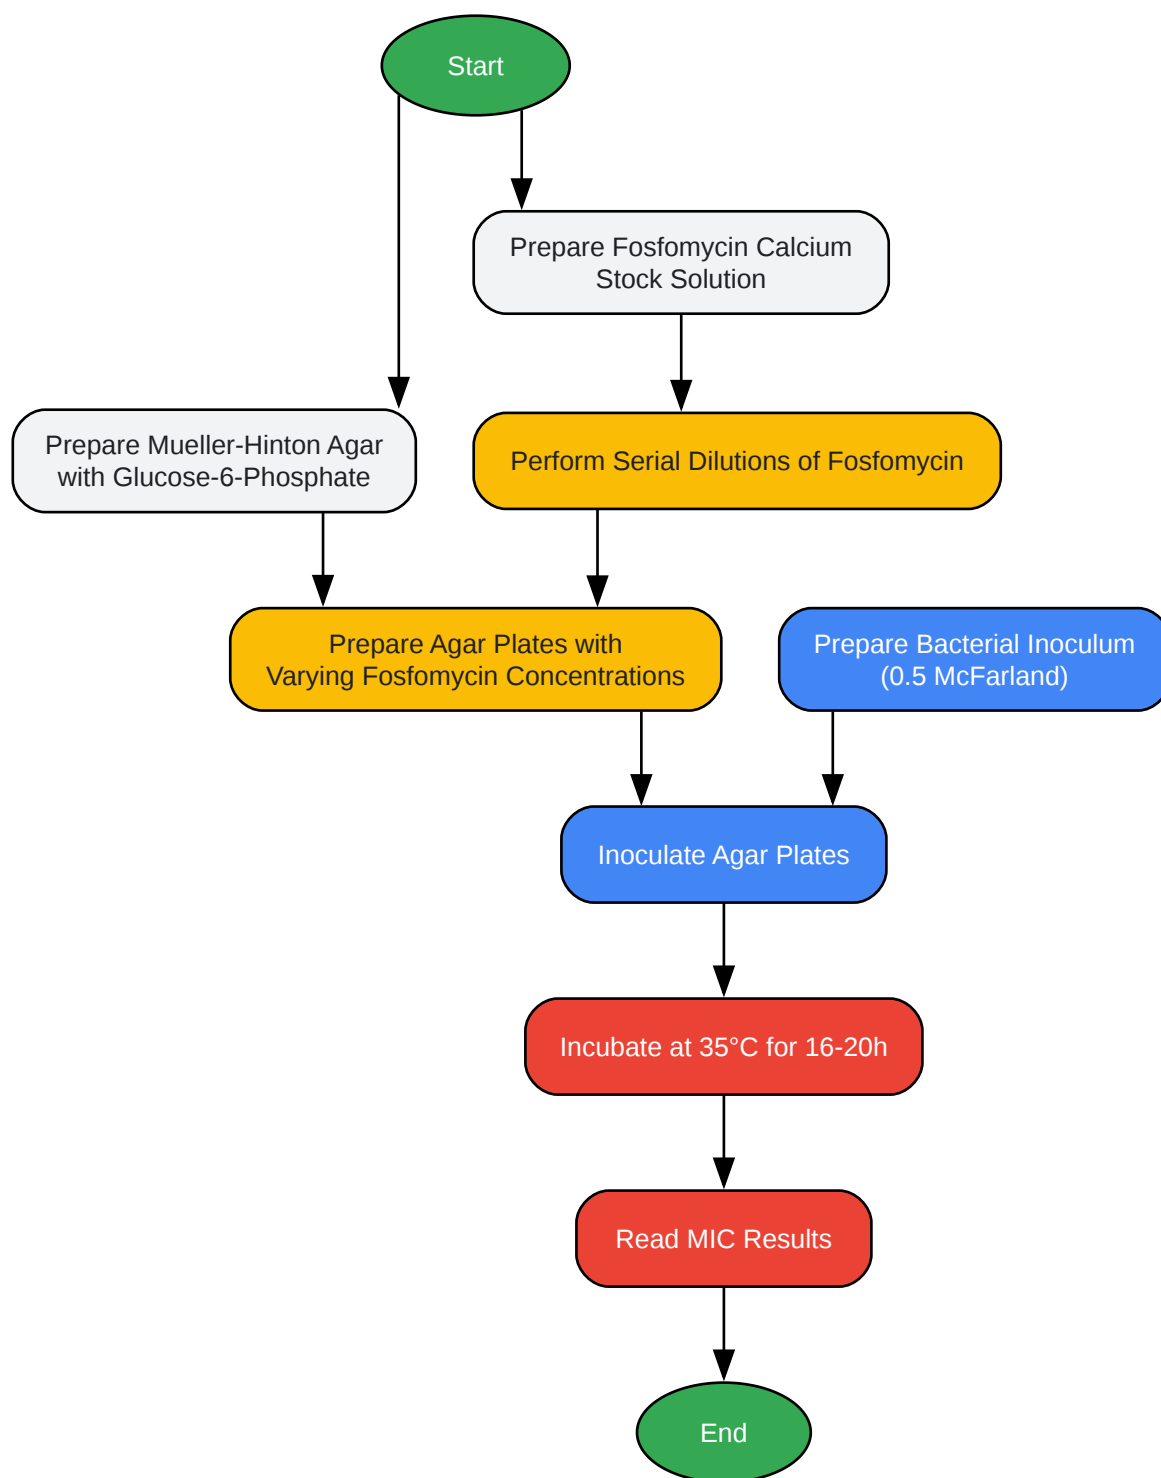 Start
Prepare Fosfomycin Calcium
Stock Solution
Prepare Mueller-Hinton Agar
with Glucose-6-Phosphate
Perform Serial Dilutions of Fosfomycin
Prepare Agar Plates with
Varying Fosfomycin Concentrations
Prepare Bacterial Inoculum
(0.5 McFarland)
Inoculate Agar Plates
Incubate at 35°C for 16-20h
Read MIC Results
End